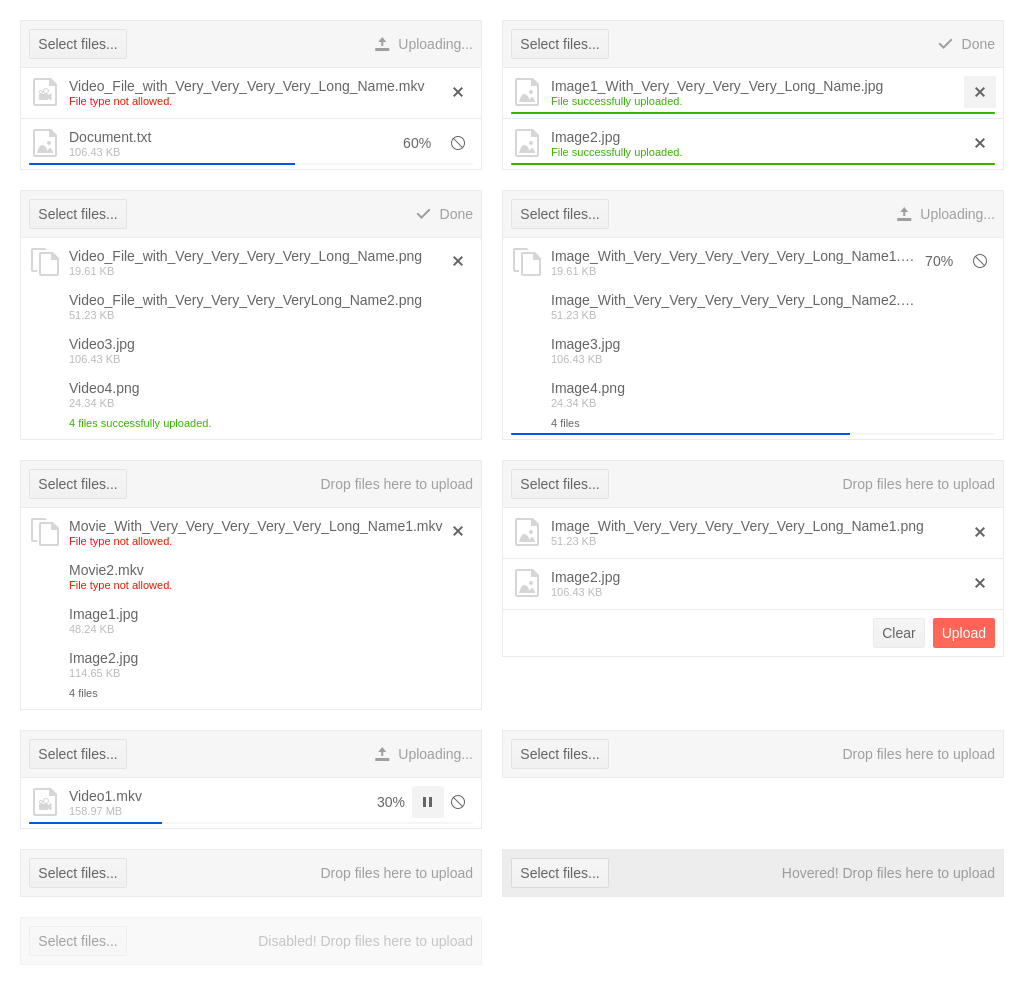 Select files...
Uploading...
Video_File_with_Very_Very_Very_Very_Long_Name.mkv
File type not allowed.
Document.txt
106.43 KB
60%
Select files...
Done
Image1_With_Very_Very_Very_Very_Long_Name.jpg
File successfully uploaded.
Image2.jpg
File successfully uploaded.
Select files...
Done
Video_File_with_Very_Very_Very_Very_Long_Name.png
19.61 KB
Video_File_with_Very_Very_Very_VeryLong_Name2.png
51.23 KB
Video3.jpg
106.43 KB
Video4.png
24.34 KB
4 files successfully uploaded.
Select files...
Uploading...
Image_With_Very_Very_Very_Very_Very_Long_Name1....
19.61 KB
70%
Image_With_Very_Very_Very_Very_Very_Long_Name2....
51.23 KB
Image3.jpg
106.43 KB
Image4.png
24.34 KB
4 files
Select files...
Drop files here to upload
Movie_With_Very_Very_Very_Very_Very_Long_Name1.mkv
File type not allowed.
Movie2.mkv
File type not allowed.
Image1.jpg
48.24 KB
Image2.jpg
114.65 KB
4 files
Select files...
Drop files here to upload
Image_With_Very_Very_Very_Very_Very_Long_Name1.png
51.23 KB
Image2.jpg
106.43 KB
Clear
Upload
Select files...
Uploading...
Video1.mkv
158.97 MB
30%
Select files...
Drop files here to upload
Select files...
Drop files here to upload
Select files...
Hovered! Drop files here to upload
Select files...
Disabled! Drop files here to upload